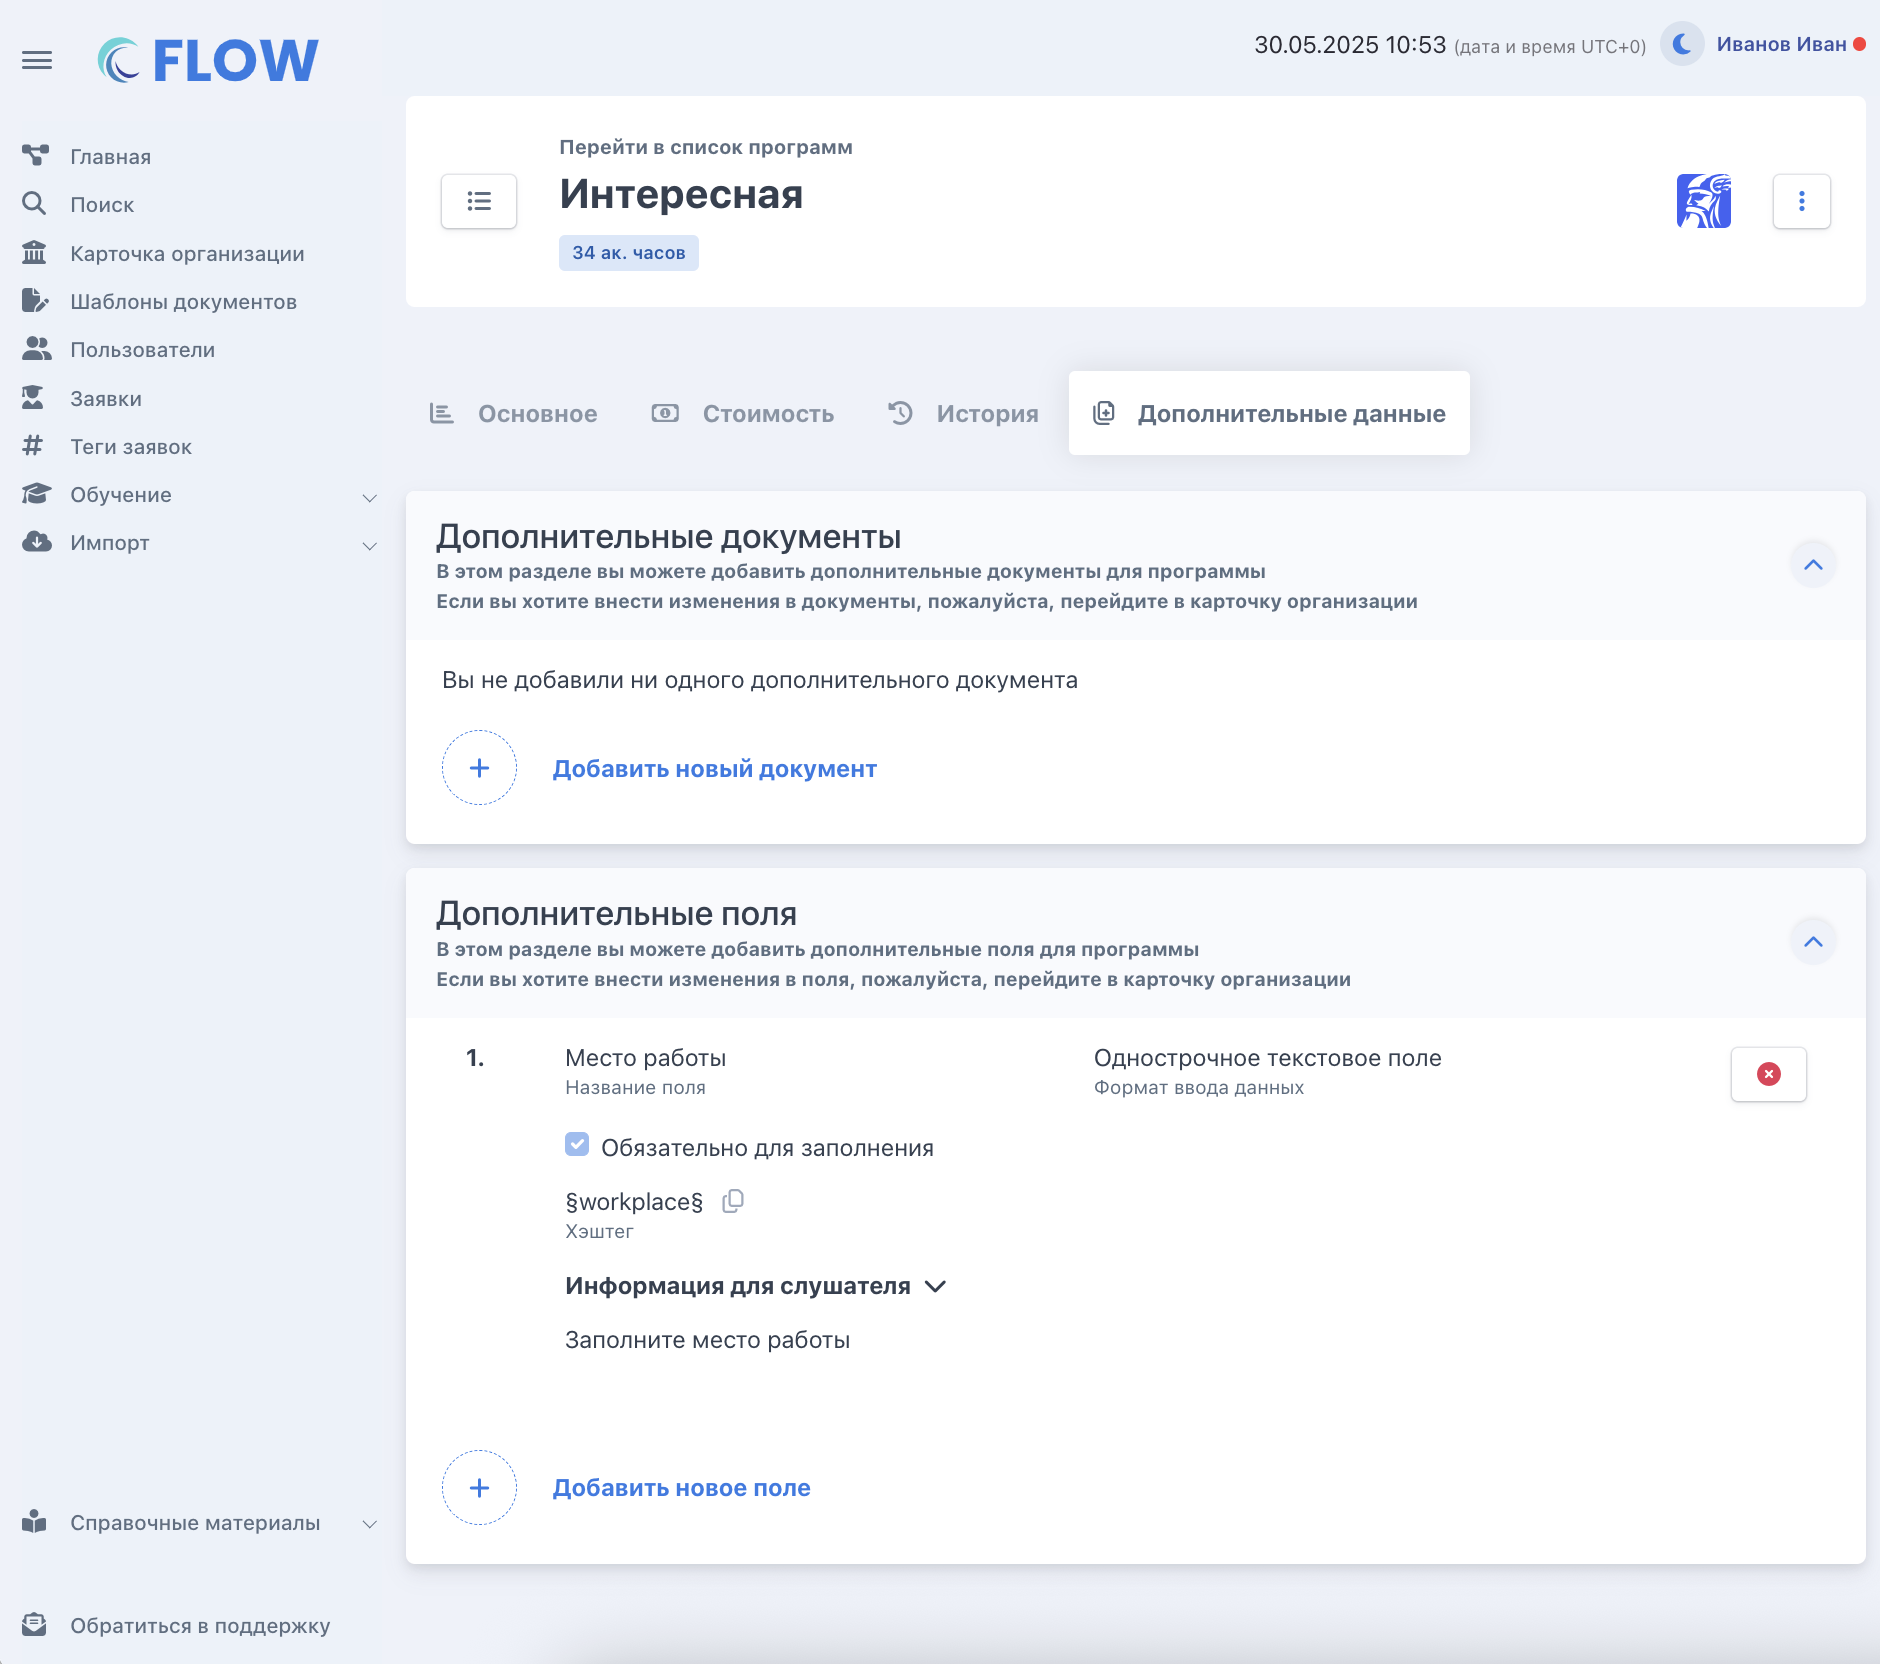 FLOW
30.05.2025 10:53 (дата и время UTC+0)
Иванов Иван
Главная
Поиск
Карточка организации
Шаблоны документов
Пользователи
Заявки
Теги заявок
Обучение
Импорт
Справочные материалы
Обратиться в поддержку
Перейти в список программ
Интересная
34 ак. часов
Основное
Стоимость
История
Дополнительные данные
Дополнительные документы
В этом разделе вы можете добавить дополнительные документы для программы
Если вы хотите внести изменения в документы, пожалуйста, перейдите в карточку организации
Вы не добавили ни одного дополнительного документа
Добавить новый документ
Дополнительные поля
В этом разделе вы можете добавить дополнительные поля для программы
Если вы хотите внести изменения в поля, пожалуйста, перейдите в карточку организации
1.
Место работы
Название поля
Однострочное текстовое поле
Формат ввода данных
Обязательно для заполнения
§workplace§
Хэштег
Информация для слушателя
Заполните место работы
Добавить новое поле